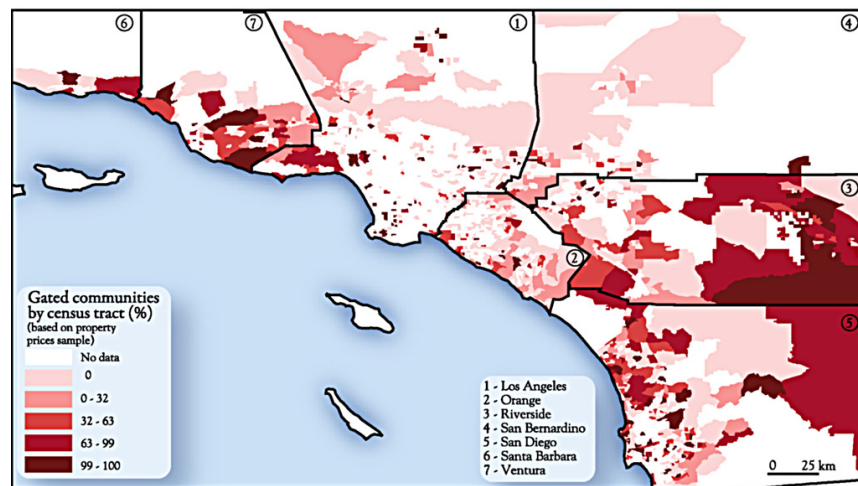 6
7
1
4
3
2
5
Gated communities
by census tract (%)
(based on property
prices sample)
No data
0
0 - 32
32 - 63
63 - 99
99 - 100
1 - Los Angeles
2 - Orange
3 - Riverside
4 - San Bernardino
5 - San Diego
6 - Santa Barbara
7 - Ventura
0 25 km